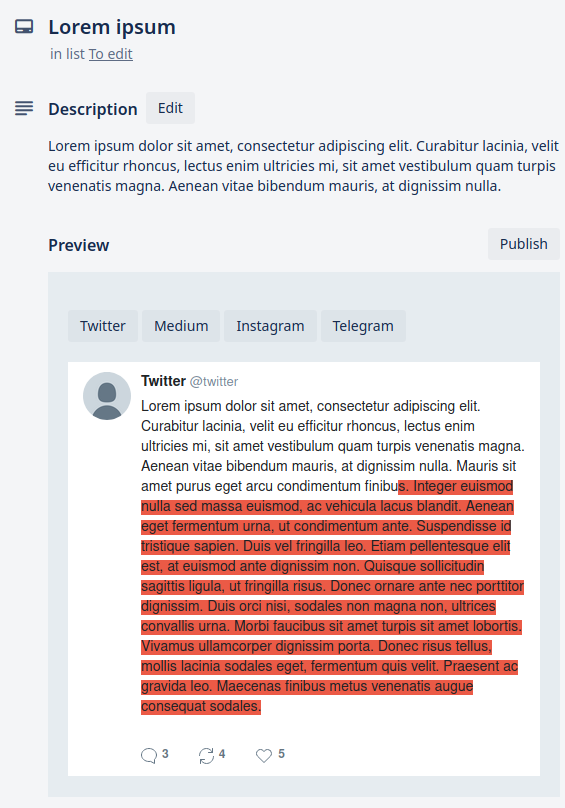 Lorem ipsum
in list To edit
Description Edit
Lorem ipsum dolor sit amet, consectetur adipiscing elit. Curabitur lacinia, velit
eu efficitur rhoncus, lectus enim ultricies mi, sit amet vestibulum quam turpis
venenatis magna. Aenean vitae bibendum mauris, at dignissim nulla.
Preview Publish
Twitter Medium Instagram Telegram
Twitter @twitter
Lorem ipsum dolor sit amet, consectetur adipiscing elit.
Curabitur lacinia, velit eu efficitur rhoncus, lectus enim
ultricies mi, sit amet vestibulum quam turpis venenatis magna.
Aenean vitae bibendum mauris, at dignissim nulla. Mauris sit
amet purus eget arcu condimentum finibus. Integer euismod
nulla sed massa euismod, ac vehicula lacus blandit. Aenean
eget fermentum urna, ut condimentum ante. Suspendisse id
tristique sapien. Duis vel fringilla leo. Etiam pellentesque elit
est, at euismod ante dignissim non. Quisque sollicitudin
sagittis ligula, ut fringilla risus. Donec ornare ante nec porttitor
dignissim. Duis orci nisi, sodales non magna non, ultrices
convallis urna. Morbi faucibus sit amet turpis sit amet lobortis.
Vivamus ullamcorper dignissim porta. Donec risus tellus,
mollis lacinia sodales eget, fermentum quis velit. Praesent ac
gravida leo. Maecenas finibus metus venenatis augue
consequat sodales.
3 4 5